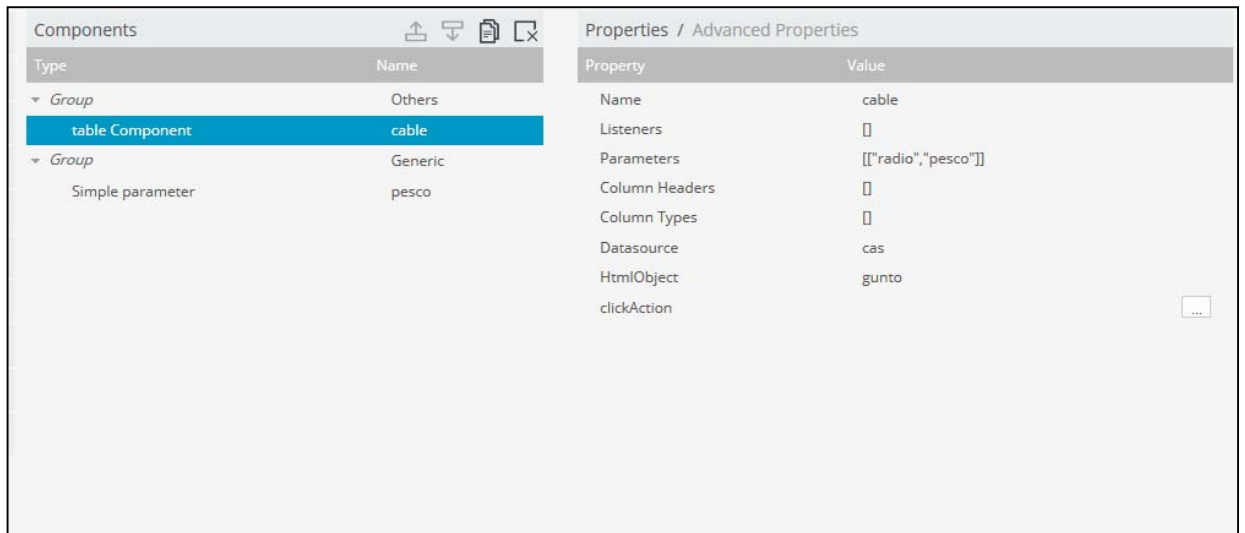 Components
Type Name
Group Others
table Component cable
Group Generic
Simple parameter pesco
Properties / Advanced Properties
Property Value
Name cable
Listeners []
Parameters [["radio","pesco"]]
Column Headers []
Column Types []
Datasource cas
HtmlObject gunto
clickAction ...